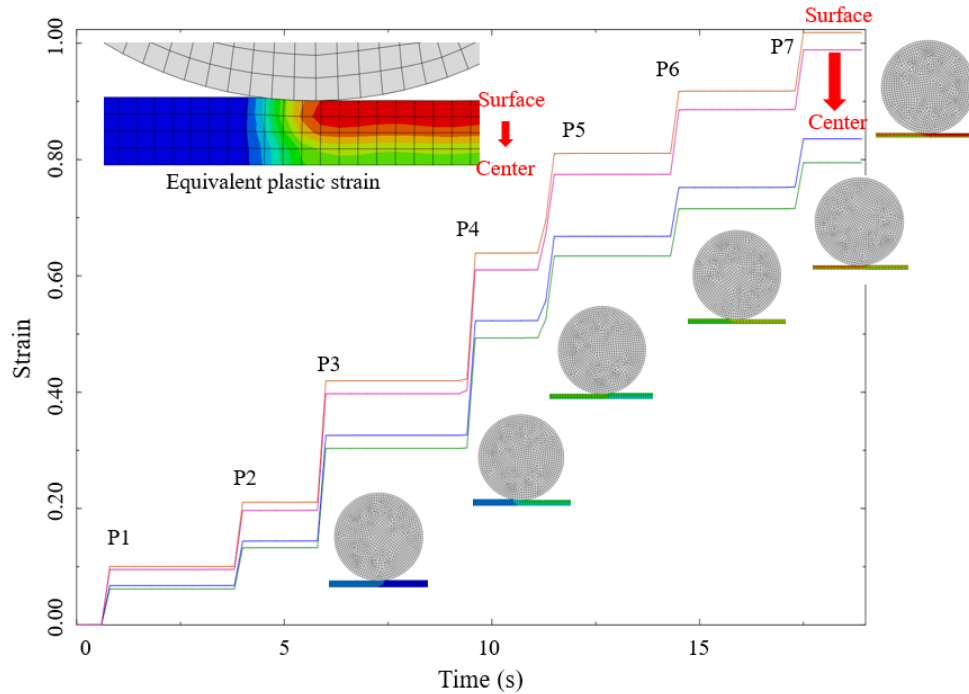 Surface
Center
Equivalent plastic strain
P1
P2
P3
P4
P5
P6
P7
Surface
Center
1.00
0.80
0.60
0.40
0.20
0.00
Strain
0
5
10
15
Time (s)